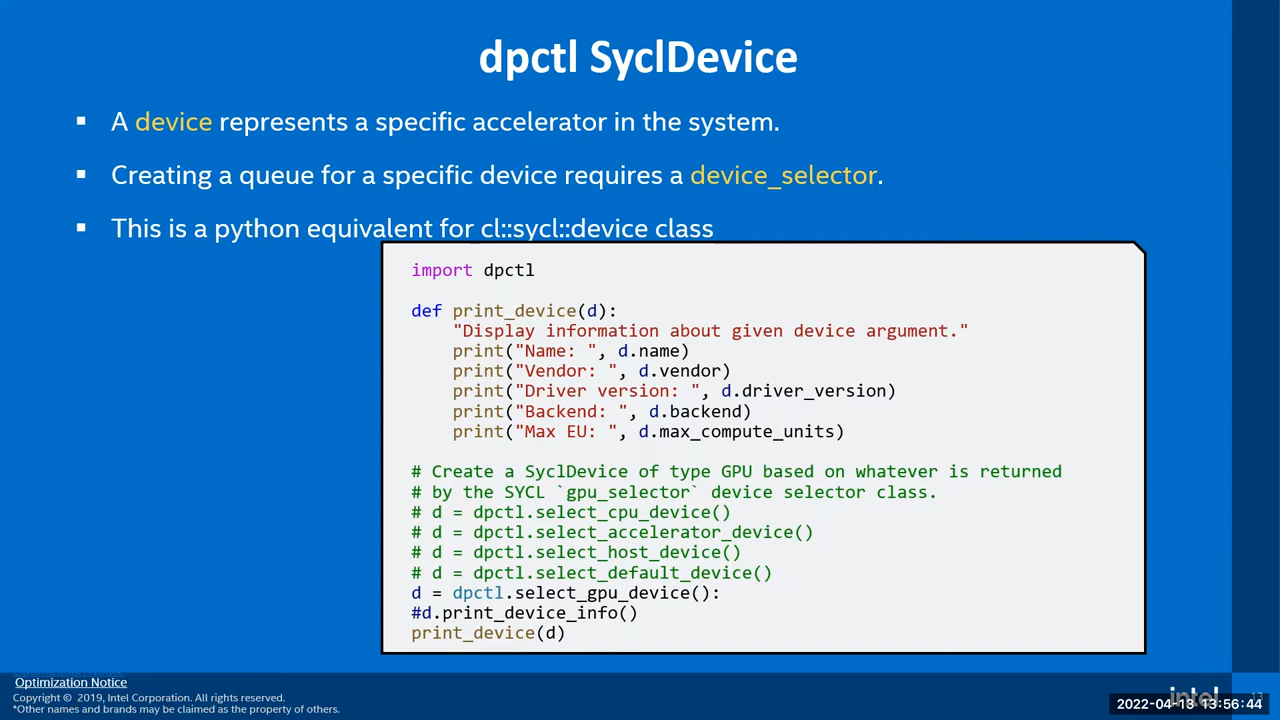 dpctl SyclDevice
▪ A device represents a specific accelerator in the system.
▪ Creating a queue for a specific device requires a device_selector.
▪ This is a python equivalent for cl::sycl::device class
import dpctl
def print_device(d):
    "Display information about given device argument."
    print("Name: ", d.name)
    print("Vendor: ", d.vendor)
    print("Driver version: ", d.driver_version)
    print("Backend: ", d.backend)
    print("Max EU: ", d.max_compute_units)
# Create a SyclDevice of type GPU based on whatever is returned
# by the SYCL `gpu_selector` device selector class.
# d = dpctl.select_cpu_device()
# d = dpctl.select_accelerator_device()
# d = dpctl.select_host_device()
# d = dpctl.select_default_device()
d = dpctl.select_gpu_device():
#d.print_device_info()
print_device(d)
Optimization Notice
Copyright © 2019, Intel Corporation. All rights reserved.
*Other names and brands may be claimed as the property of others.
intel
13
2022-04-13 13:56:44